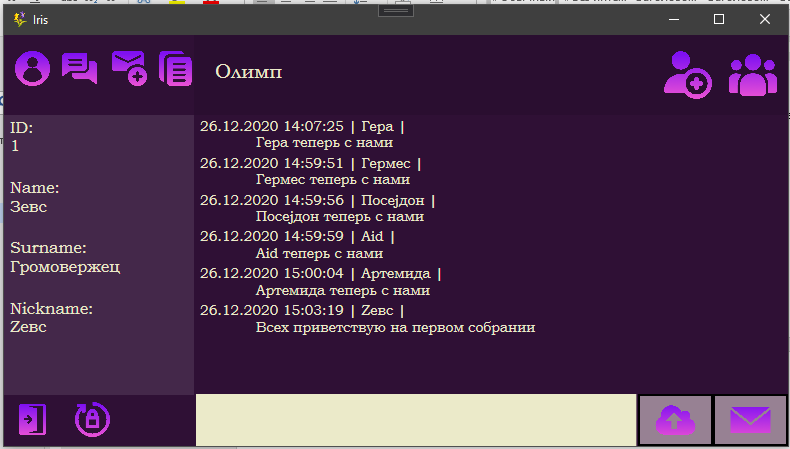 Iris
Олимп
ID:
1
Name:
Зевс
Surname:
Громовержец
Nickname:
Zевс
26.12.2020 14:07:25 | Гера |
Гера теперь с нами
26.12.2020 14:59:51 | Гермес |
Гермес теперь с нами
26.12.2020 14:59:56 | Посеjдон |
Посеjдон теперь с нами
26.12.2020 14:59:59 | Aid |
Aid теперь с нами
26.12.2020 15:00:04 | Артемида |
Артемида теперь с нами
26.12.2020 15:03:19 | Zевс |
Всех приветствую на первом собрании